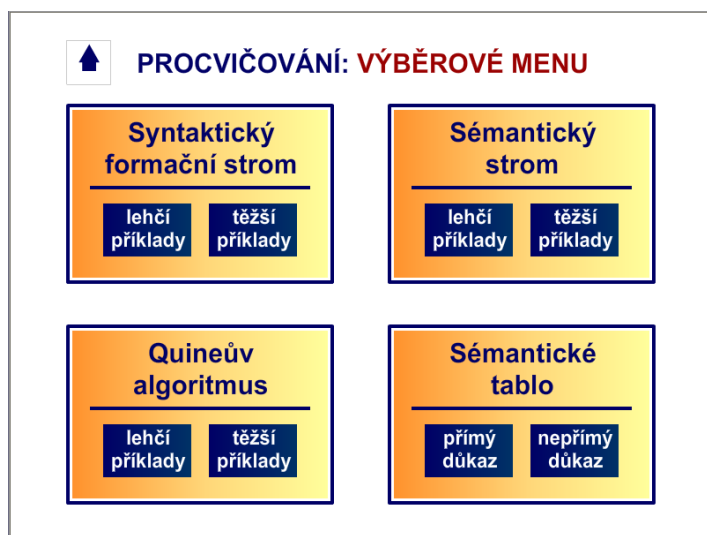 PROCVIČOVÁNÍ: VÝBĚROVÉ MENU
Syntaktický
formační strom
lehčí
příklady
těžší
příklady
Sémantický
strom
lehčí
příklady
těžší
příklady
Quineův
algoritmus
lehčí
příklady
těžší
příklady
Sémantické
tablo
přímý
důkaz
nepřímý
důkaz